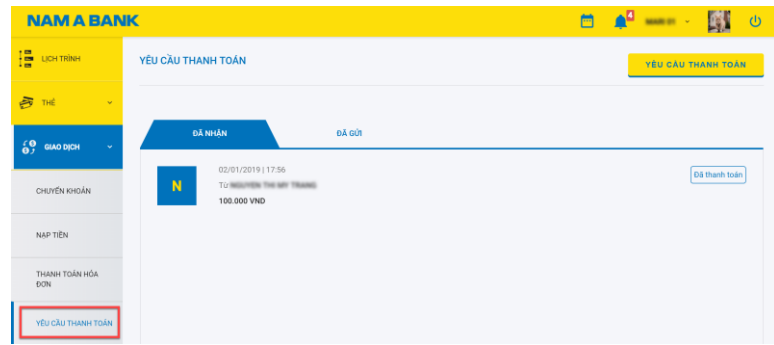 NAM A BANK
4
LỊCH TRÌNH
YÊU CẦU THANH TOÁN
YÊU CẦU THANH TOÁN
THẺ
ĐÃ NHẬN
ĐÃ GỬI
GIAO DỊCH
02/01/2019 | 17:56
Từ
100.000 VND
N
Đã thanh toán
CHUYỂN KHOẢN
NẠP TIỀN
THANH TOÁN HÓA
ĐƠN
YÊU CẦU THANH TOÁN